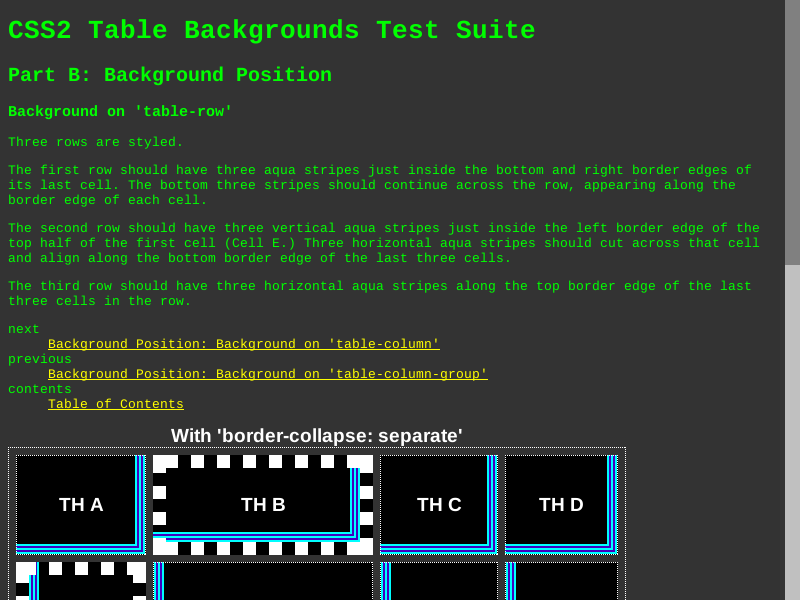 CSS2 Table Backgrounds Test Suite
Part B: Background Position
Background on 'table-row'
Three rows are styled.
The first row should have three aqua stripes just inside the bottom and right border edges of
its last cell. The bottom three stripes should continue across the row, appearing along the
border edge of each cell.
The second row should have three vertical aqua stripes just inside the left border edge of the
top half of the first cell (Cell E.) Three horizontal aqua stripes should cut across that cell
and align along the bottom border edge of the last three cells.
The third row should have three horizontal aqua stripes along the top border edge of the last
three cells in the row.
next
Background Position: Background on 'table-column'
previous
Background Position: Background on 'table-column-group'
contents
Table of Contents
With 'border-collapse: separate'
TH A TH B TH C TH D